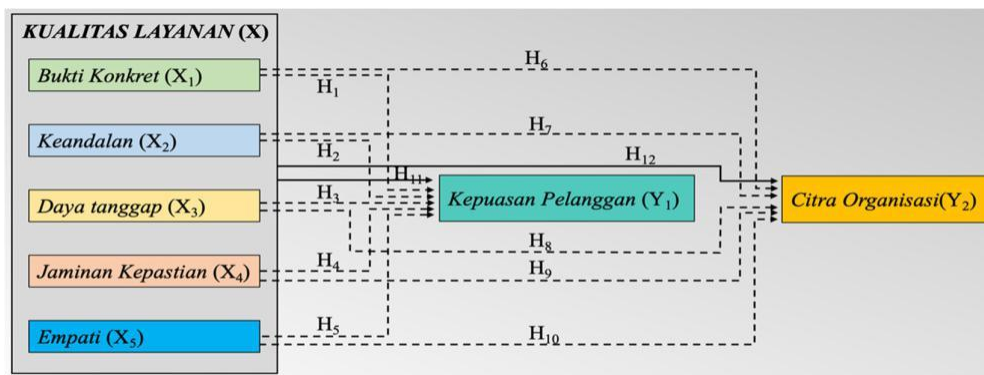 KUALITAS LAYANAN (X)
Bukti Konkret (X₁)
Keandalan (X₂)
Daya tanggap (X₃)
Jaminan Kepastian (X₄)
Empati (X₅)
H₁
H₂
H₁₁
H₃
H₄
H₅
H₆
H₇
H₁₂
Kepuasan Pelanggan (Y₁)
H₈
H₉
H₁₀
Citra Organisasi(Y₂)